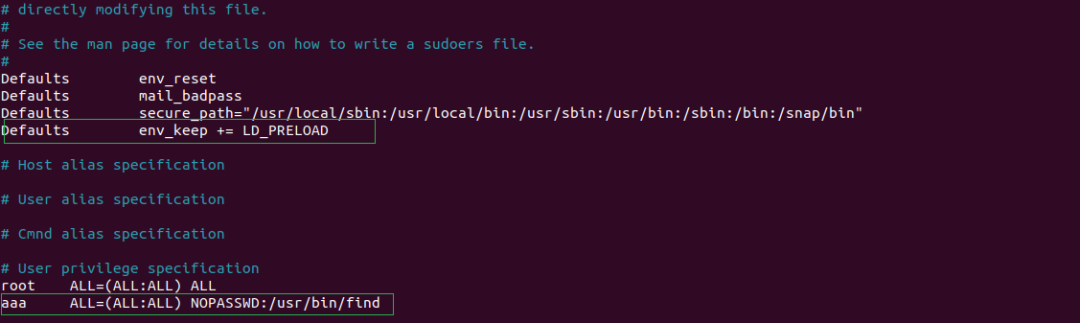 # directly modifying this file.
#
# See the man page for details on how to write a sudoers file.
#
Defaults        env_reset
Defaults        mail_badpass
Defaults        secure_path="/usr/local/sbin:/usr/local/bin:/usr/sbin:/usr/bin:/sbin:/bin:/snap/bin"
Defaults        env_keep += LD_PRELOAD
# Host alias specification
# User alias specification
# Cmnd alias specification
# User privilege specification
root    ALL=(ALL:ALL) ALL
aaa     ALL=(ALL:ALL) NOPASSWD:/usr/bin/find